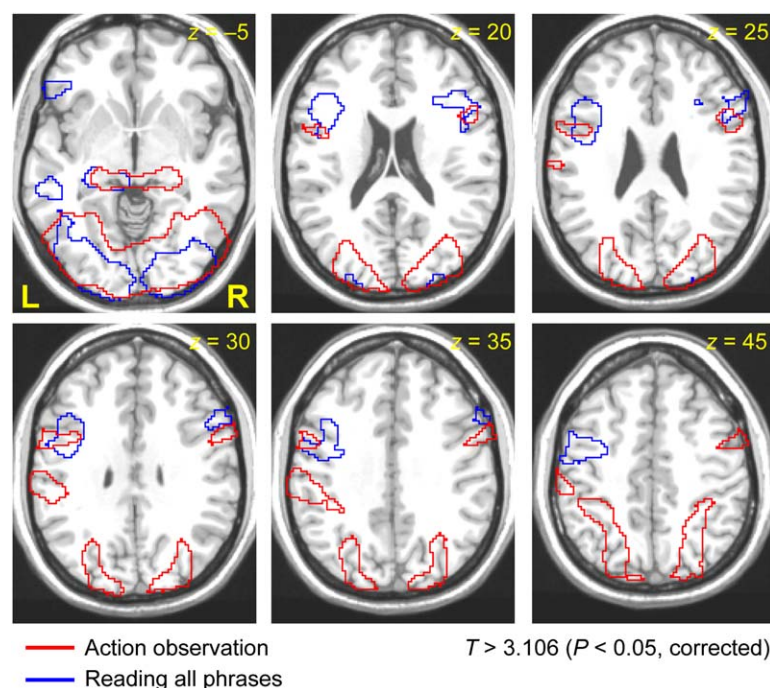 z = –5
z = 20
z = 25
L
R
z = 30
z = 35
z = 45
Action observation
T > 3.106 (P < 0.05, corrected)
Reading all phrases